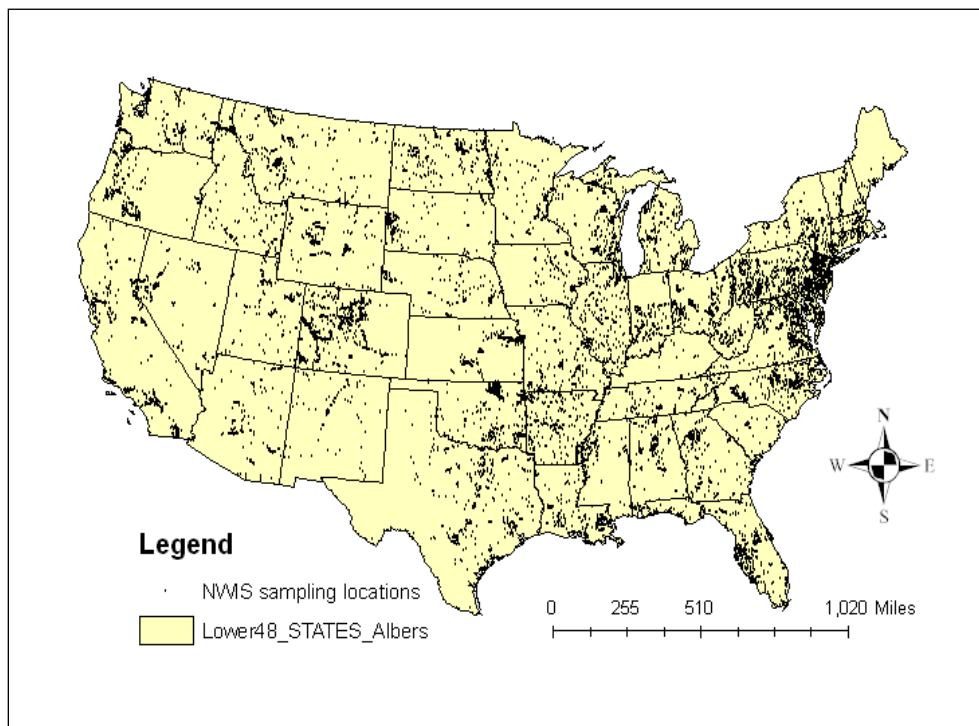 N
W E
S
Legend
NWIS sampling locations
Lower48_STATES_Albers
0 255 510 1,020 Miles